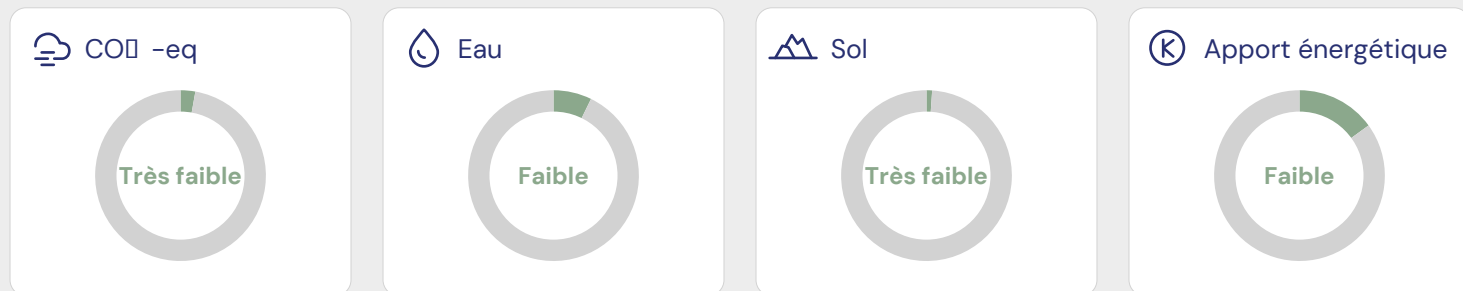 CO▯ -eq
Eau
Sol
Apport énergétique
Très faible
Faible
Très faible
Faible